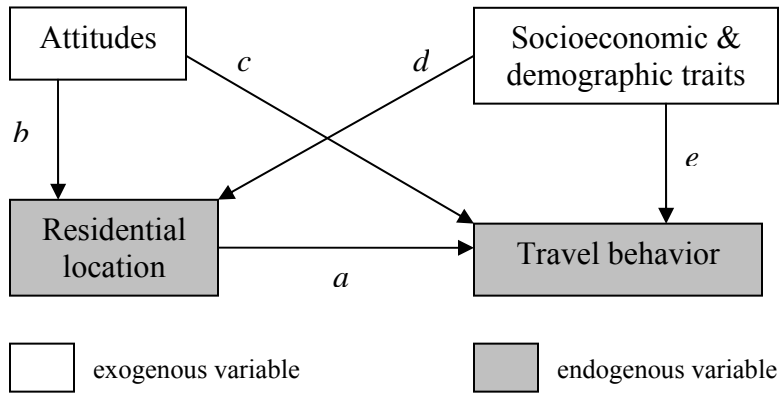 Attitudes
Socioeconomic &
demographic traits
c
d
b
e
Residential
location
Travel behavior
a
exogenous variable
endogenous variable